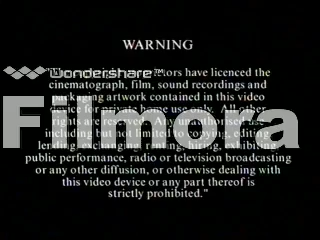 WARNING
wondershare™
"The copyright proprietors have licenced the
cinematograph, film, sound recordings and
packaging artwork contained in this video
device for private home use only. All other
rights are reserved. Any unauthorised use
including but not limited to copying, editing,
lending, exchanging, renting, hiring, exhibiting
public performance, radio or television broadcasting
or any other diffusion, or otherwise dealing with
this video device or any part thereof is
strictly prohibited."
Filmora